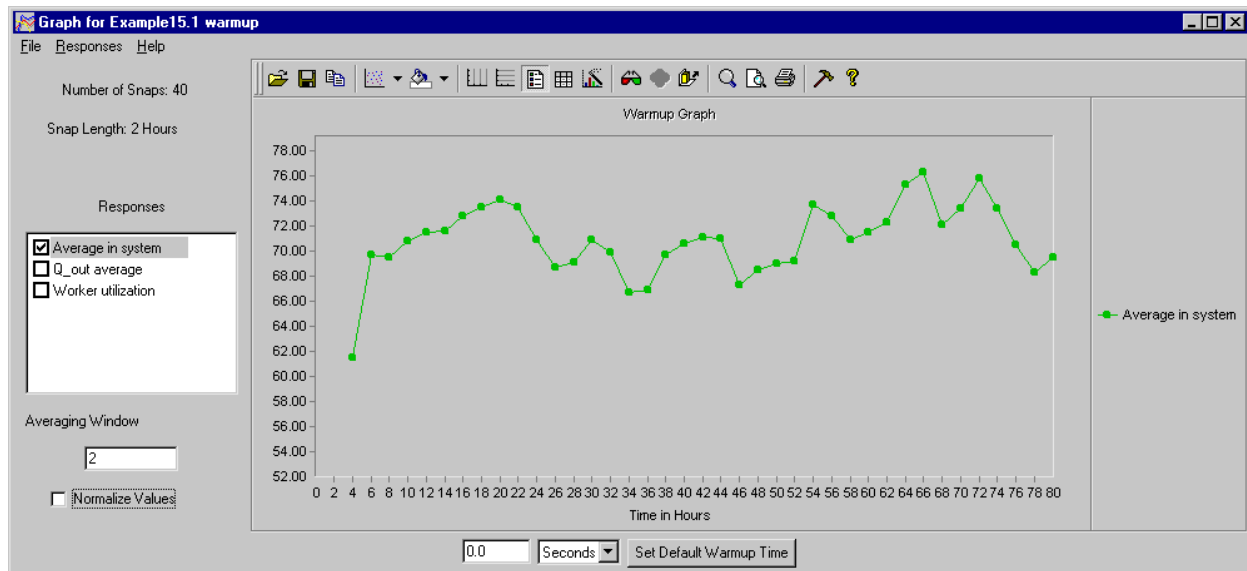 Graph for Example15.1 warmup
File Responses Help
Number of Snaps: 40
Snap Length: 2 Hours
Responses
Average in system
Q_out average
Worker utilization
Averaging Window
2
Normalize Values
Warmup Graph
78.00
76.00
74.00
72.00
70.00
68.00
66.00
64.00
62.00
60.00
58.00
56.00
54.00
52.00
0 2 4 6 8 10 12 14 16 18 20 22 24 26 28 30 32 34 36 38 40 42 44 46 48 50 52 54 56 58 60 62 64 66 68 70 72 74 76 78 80
Time in Hours
Average in system
0.0 Seconds Set Default Warmup Time